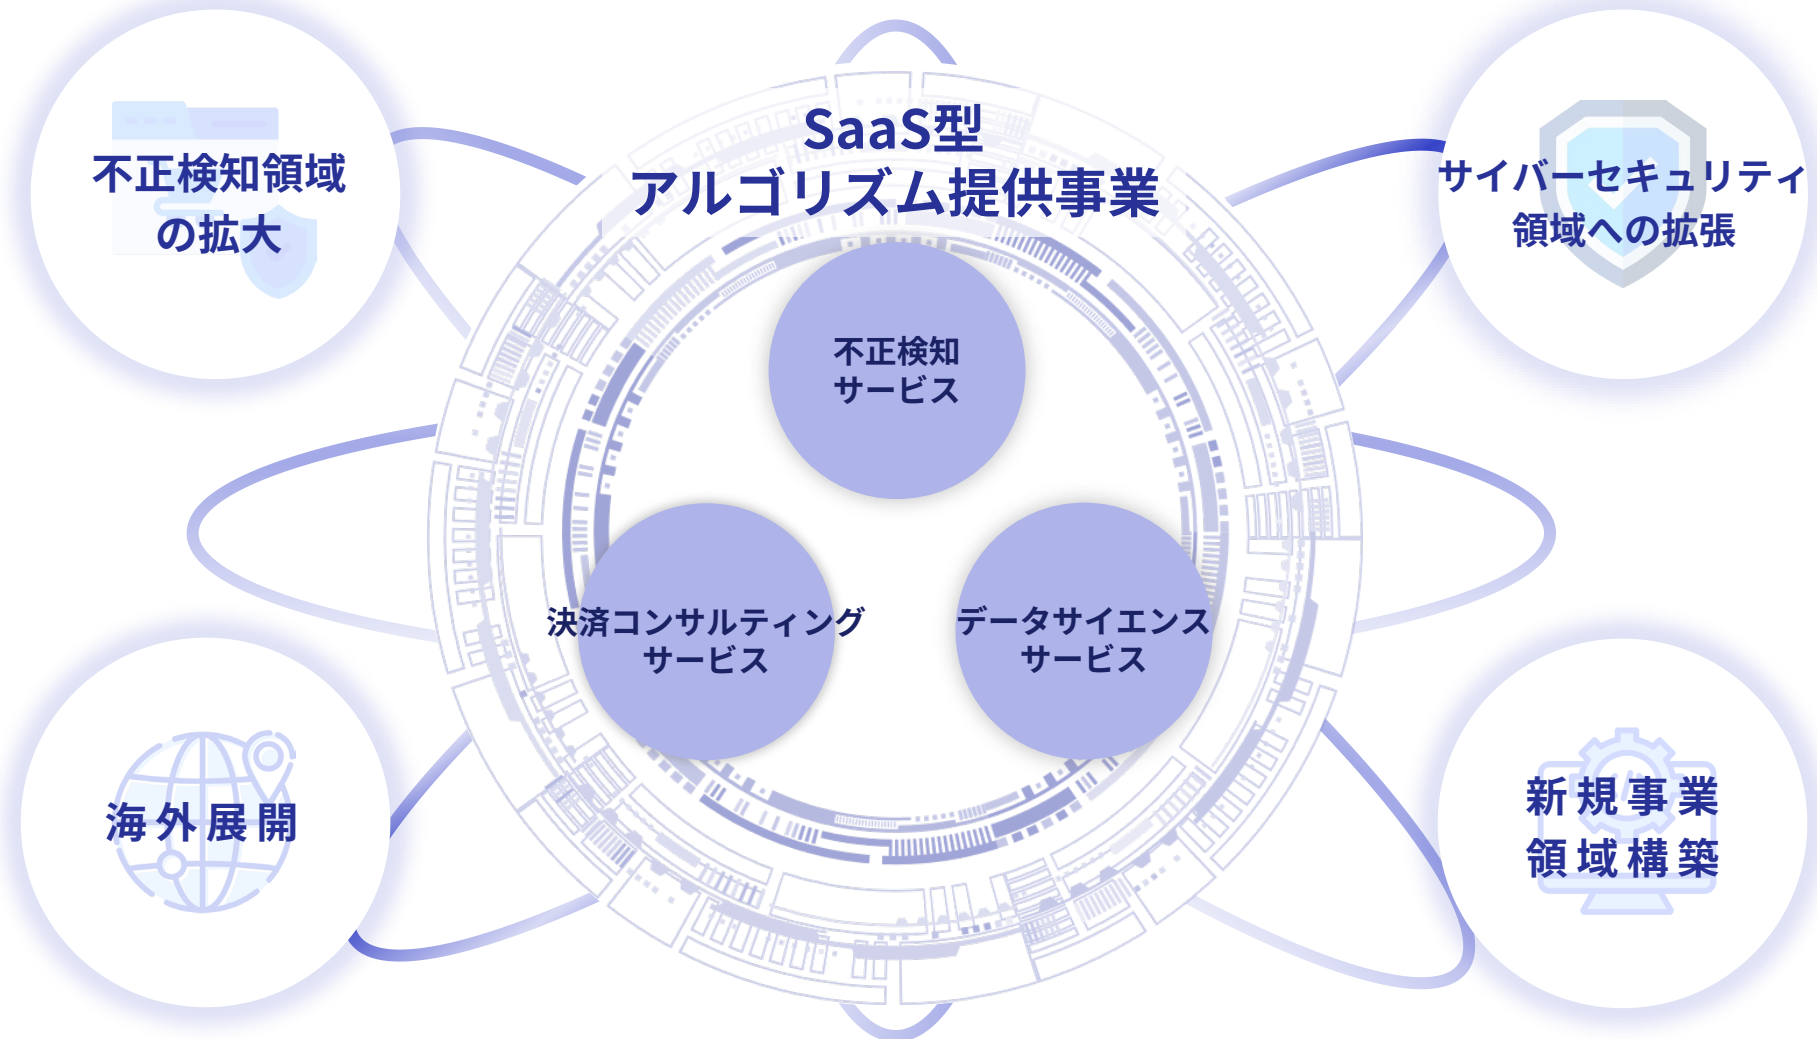 SaaS型
アルゴリズム提供事業
不正検知領域
の拡大
サイバーセキュリティ
領域への拡張
不正検知
サービス
決済コンサルティング
サービス
データサイエンス
サービス
海外展開
新規事業
領域構築